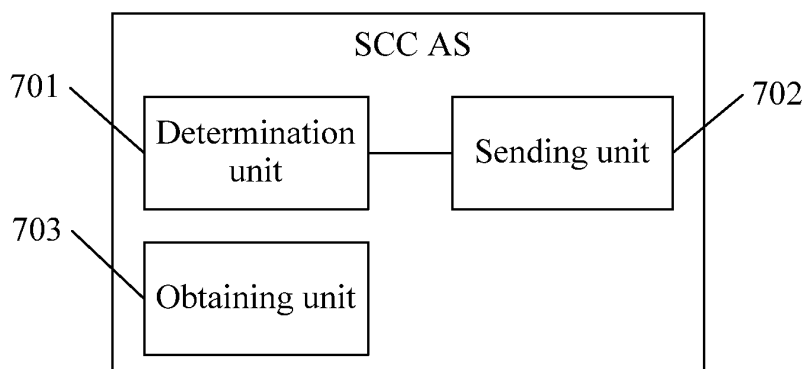 SCC AS
701
702
Determination
unit
Sending unit
703
Obtaining unit